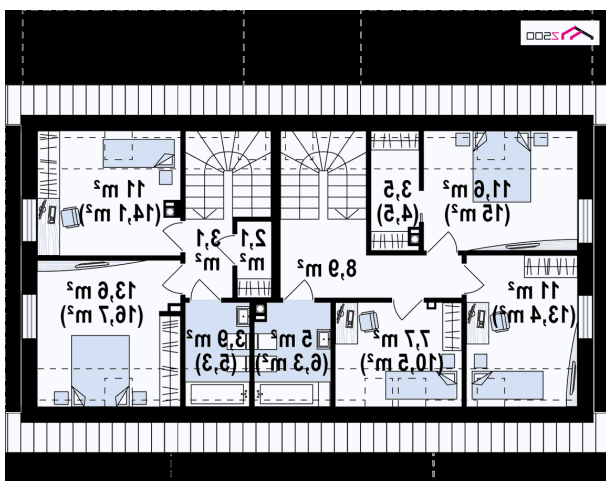 Z500
11 m²
(14,1 m²)
3,1
m²
2,1
m²
3,5
(4,5)
11,6 m²
(15 m²)
8,9 m²
13,6 m²
(16,7 m²)
3,9 m²
(5,3)
5 m²
(6,3 m²)
7,7 m²
(10,5 m²)
11 m²
(13,4 m²)